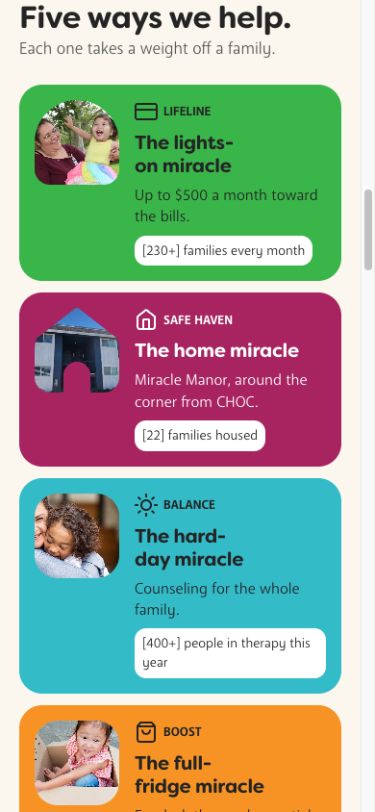 Five ways we help.
Each one takes a weight off a family.
LIFELINE
The lights-
on miracle
Up to $500 a month toward
the bills.
[230+] families every month
SAFE HAVEN
The home miracle
Miracle Manor, around the
corner from CHOC.
[22] families housed
BALANCE
The hard-
day miracle
Counseling for the whole
family.
[400+] people in therapy this
year
BOOST
The full-
fridge miracle